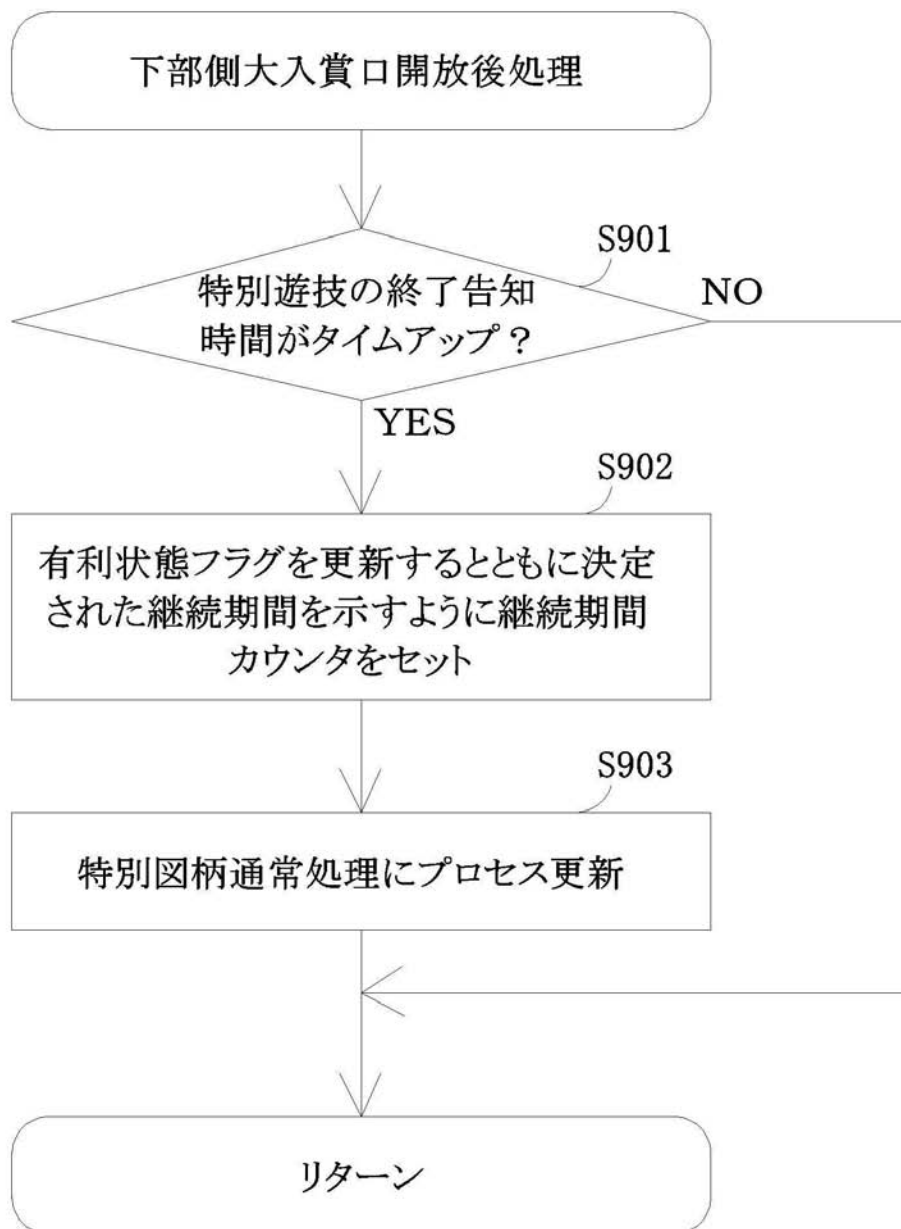 下部側大入賞口開放後処理
S901
特別遊技の終了告知
時間がタイムアップ？
NO
YES
S902
有利状態フラグを更新するとともに決定
された継続期間を示すように継続期間
カウンタをセット
S903
特別図柄通常処理にプロセス更新
リターン